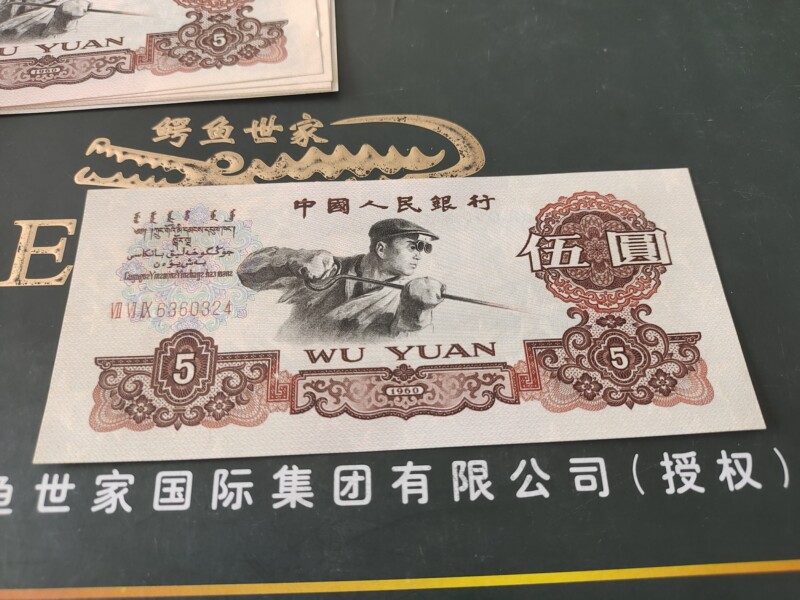 U YUAN
5
1960
鳄鱼世家
E
中國人民銀行
伍圓
Ⅶ Ⅵ Ⅸ 6360324
WU YUAN
5
1960
5
鱼世家国际集团有限公司(授权)